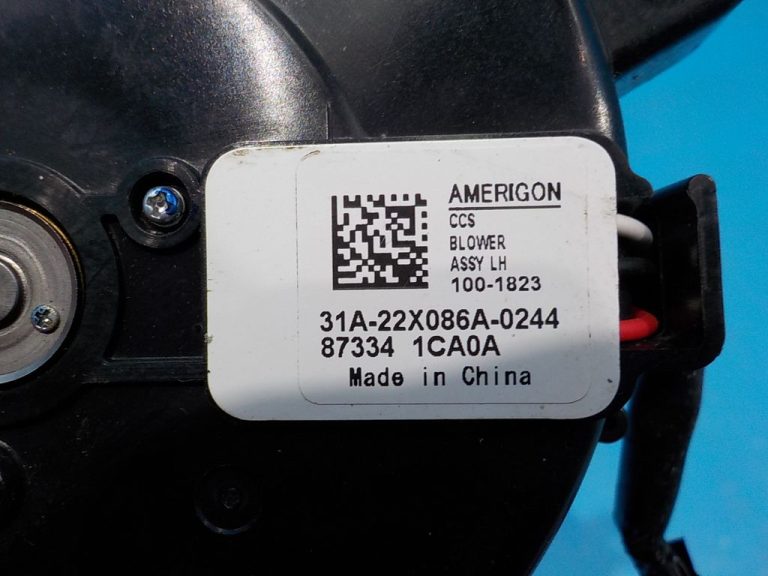 AMERIGON
CCS
BLOWER
ASSY LH
100-1823
31A-22X086A-0244
87334 1CA0A
Made in China